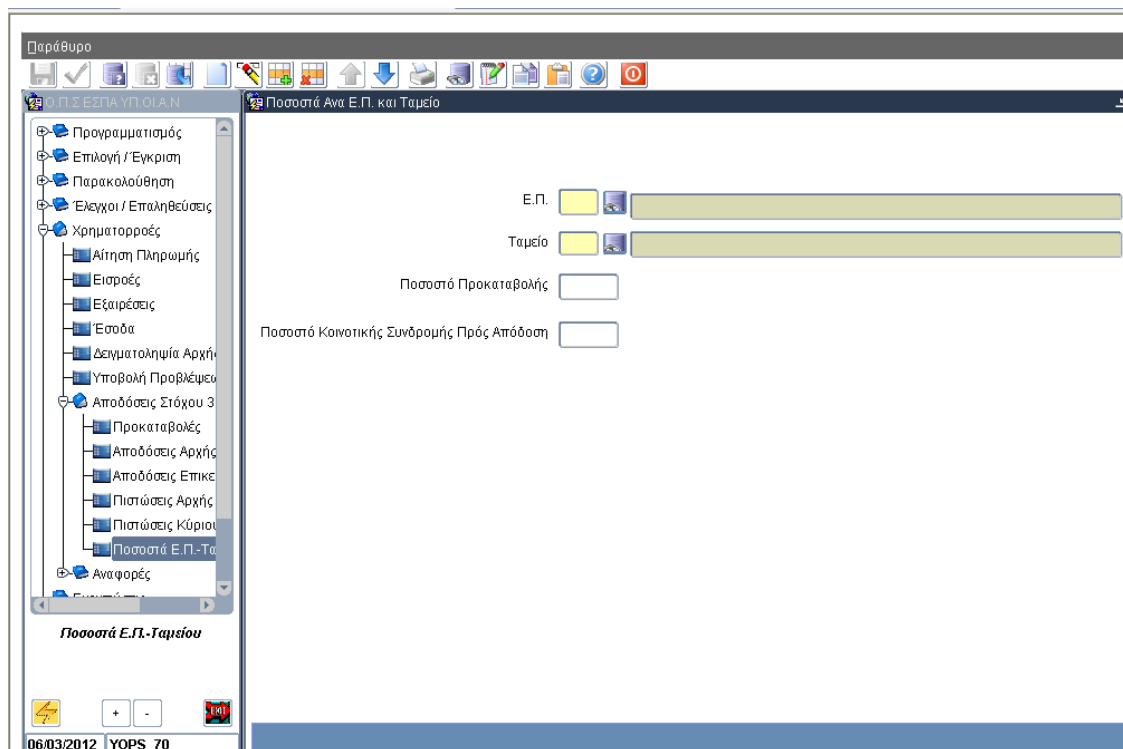 Παράθυρο
Ο.Π.Σ ΕΣΠΑ ΥΠ.ΟΙ.Α.Ν
Ποσοστά Ανα Ε.Π. και Ταμείο
Προγραμματισμός
Επιλογή / Έγκριση
Παρακολούθηση
Έλεγχοι / Επαληθεύσεις
Χρηματορροές
Αίτηση Πληρωμής
Εισροές
Εξαιρέσεις
Έσοδα
Δειγματοληψία Αρχή
Υποβολή Προβλέψεω
Αποδόσεις Στόχου 3
Προκαταβολές
Αποδόσεις Αρχής
Αποδόσεις Επικε
Πιστώσεις Αρχής
Πιστώσεις Κύριου
Ποσοστά Ε.Π.-Τα
Αναφορές
Ε.Π.
Ταμείο
Ποσοστό Προκαταβολής
Ποσοστό Κοινοτικής Συνδρομής Πρός Απόδοση
Ποσοστά Ε.Π.-Ταμείου
+ -
EXIT
06/03/2012 YOPS_70